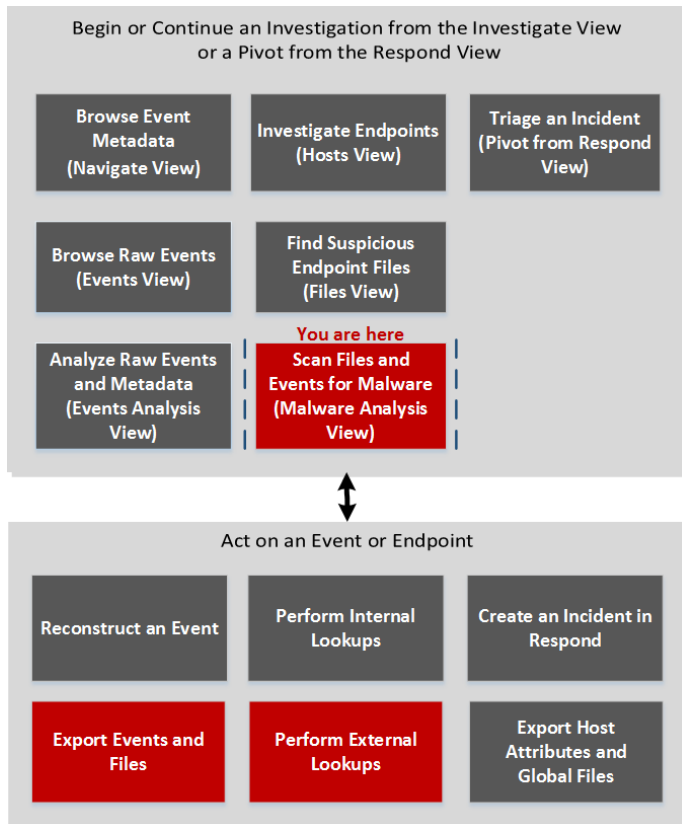 Begin or Continue an Investigation from the Investigate View
or a Pivot from the Respond View
Browse Event
Metadata
(Navigate View)
Investigate Endpoints
(Hosts View)
Triage an Incident
(Pivot from Respond
View)
Browse Raw Events
(Events View)
Find Suspicious
Endpoint Files
(Files View)
Analyze Raw Events
and Metadata
(Events Analysis
View)
You are here
Scan Files and
Events for Malware
(Malware Analysis
View)
Act on an Event or Endpoint
Reconstruct an Event
Perform Internal
Lookups
Create an Incident in
Respond
Export Events and
Files
Perform External
Lookups
Export Host
Attributes and
Global Files